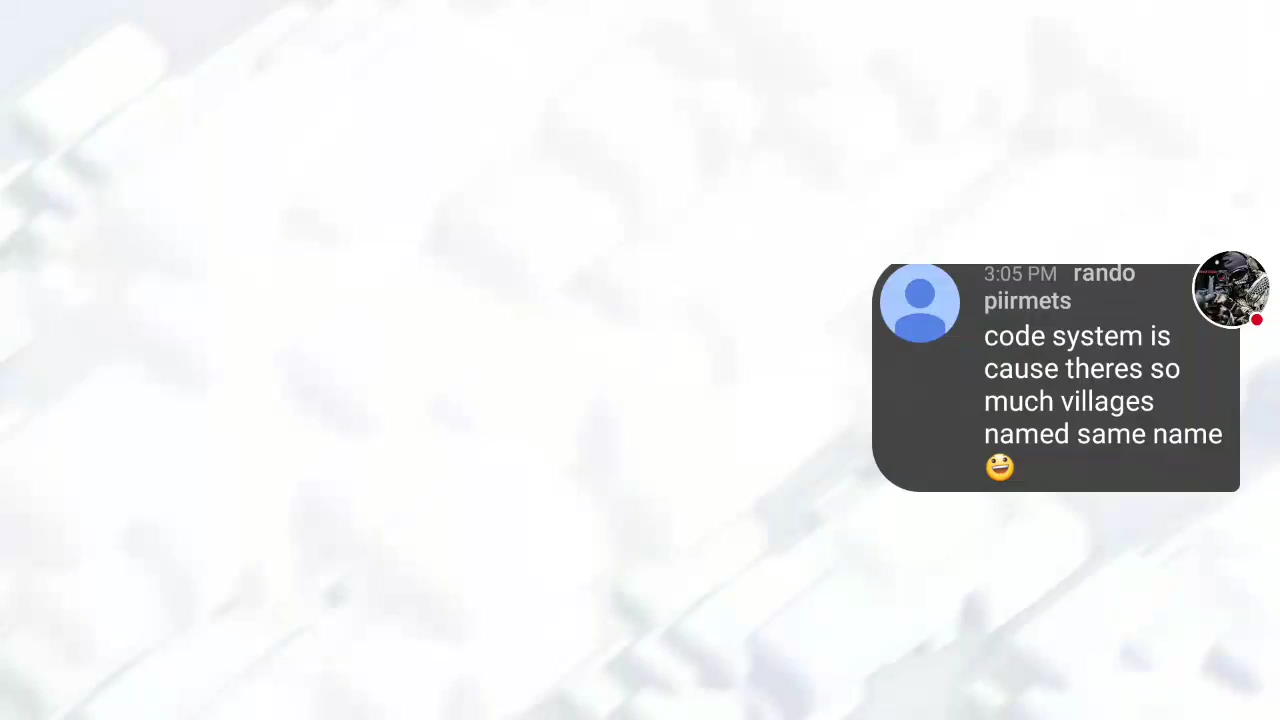 3:05 PM rando
piirmets
code system is
cause theres so
much villages
named same name
😀